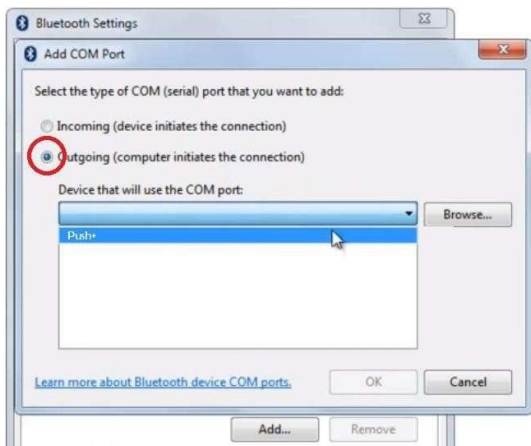 Bluetooth Settings
Add COM Port
Select the type of COM (serial) port that you want to add:
Incoming (device initiates the connection)
Outgoing (computer initiates the connection)
Device that will use the COM port:
Browse...
Push+
Learn more about Bluetooth device COM ports.
OK
Cancel
Add...
Remove